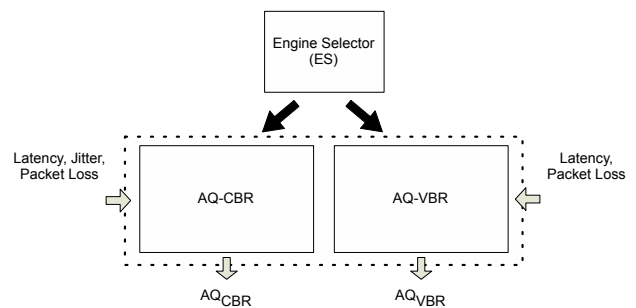 Engine Selector
(ES)
Latency, Jitter,
Packet Loss
AQ-CBR
AQ-VBR
Latency,
Packet Loss
AQCBR
AQVBR